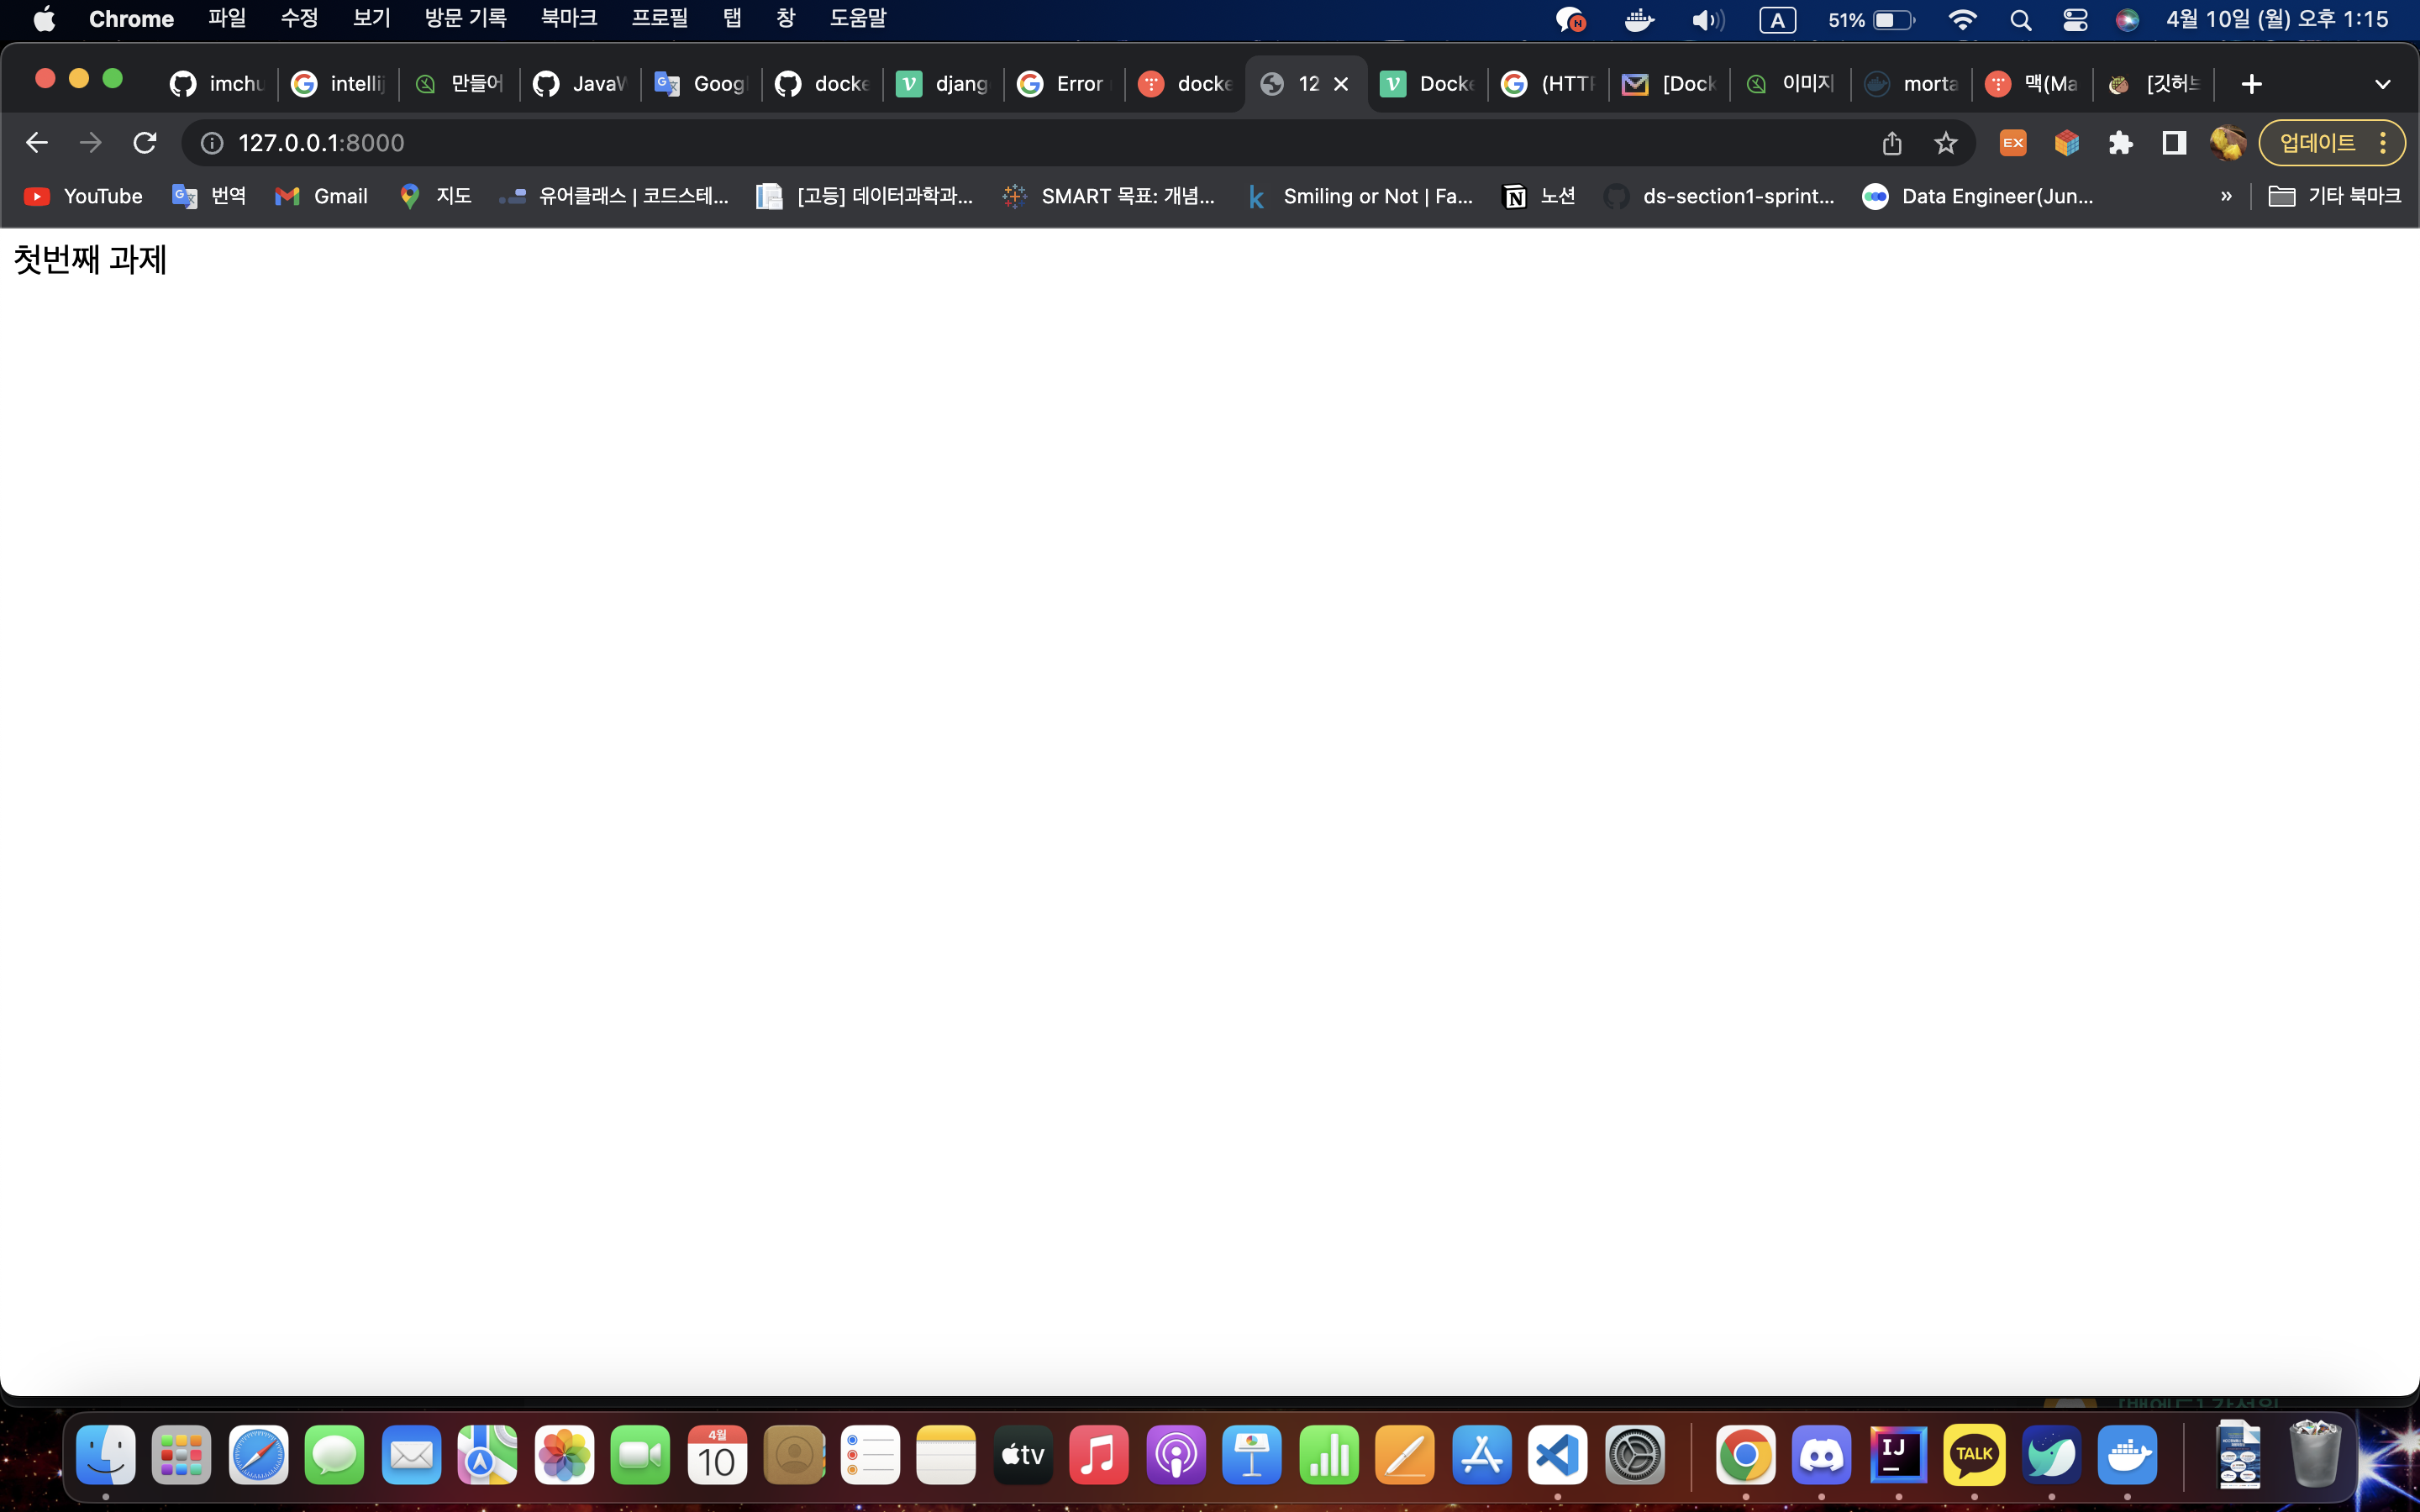 Chrome 파일 수정 보기 방문 기록 북마크 프로필 탭 창 도움말 A 51% 4월 10일 (월) 오후 1:15
imchu intellij 만들어 JavaW Googl docke djang Error docke 12 Docke (HTTP [Dock 이미지 morta 맥(Ma [깃허브
127.0.0.1:8000 EX 업데이트
YouTube 번역 Gmail 지도 유어클래스 | 코드스테... [고등] 데이터과학과... SMART 목표: 개념... Smiling or Not | Fa... 노션 ds-section1-sprint... Data Engineer(Jun... » 기타 북마크
첫번째 과제
4월
10
tv
IJ
TALK